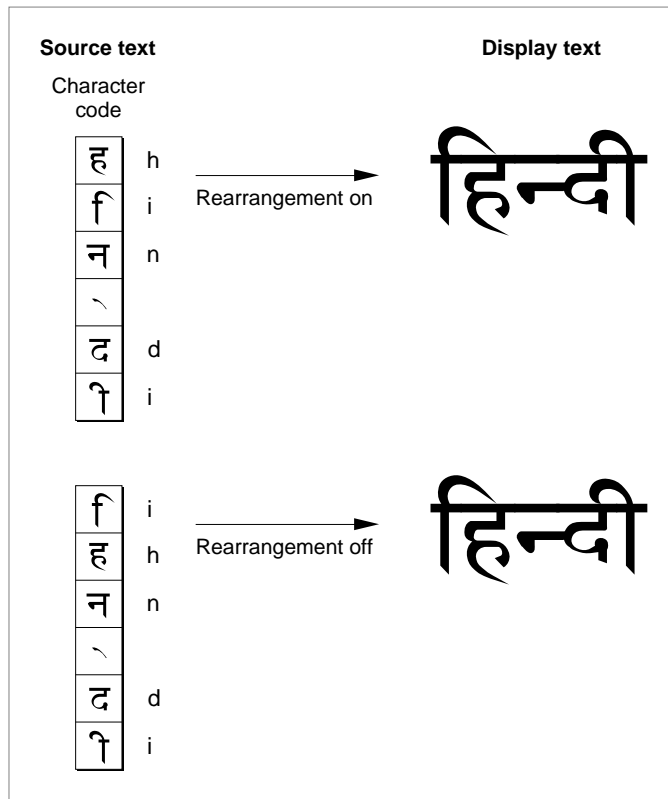 Source text Display text
Character
code
ह h
ि i
Rearrangement on
हिन्दी
न n
्
द d
ी i
ि i
ह h
Rearrangement off
हिन्दी
न n
्
द d
ी i